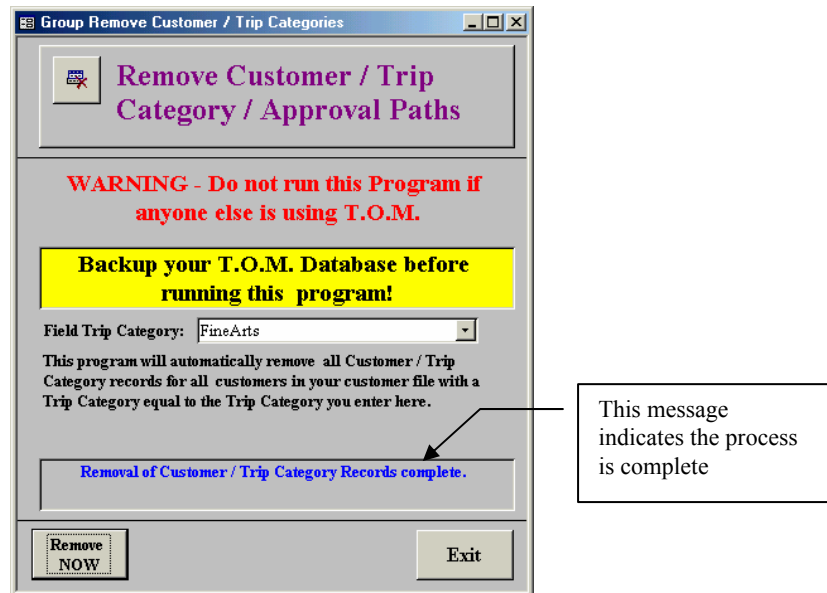 Group Remove Customer / Trip Categories
Remove Customer / Trip
Category / Approval Paths
WARNING - Do not run this Program if
anyone else is using T.O.M.
Backup your T.O.M. Database before
running this program!
Field Trip Category: FineArts
This program will automatically remove all Customer / Trip
Category records for all customers in your customer file with a
Trip Category equal to the Trip Category you enter here.
Removal of Customer / Trip Category Records complete.
This message
indicates the process
is complete
Remove
NOW
Exit